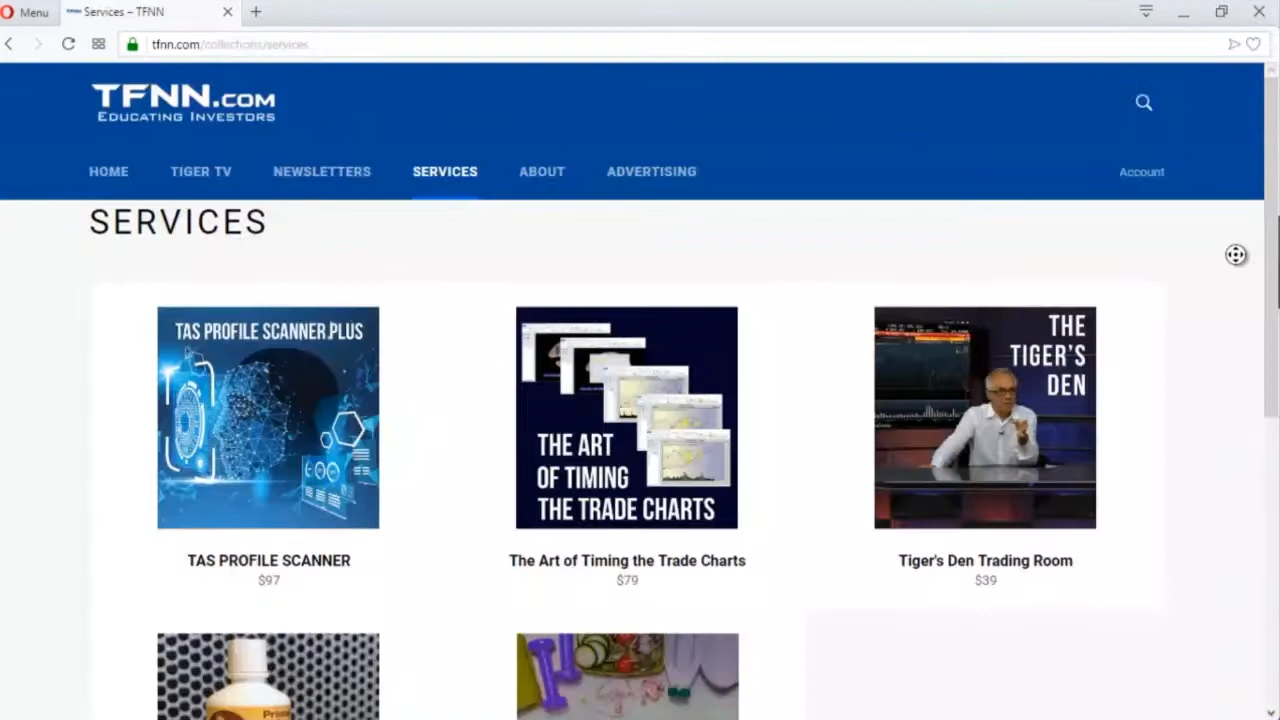 Menu
Services – TFNN
tfnn.com/collections/services
TFNN.COM
EDUCATING INVESTORS
HOME
TIGER TV
NEWSLETTERS
SERVICES
ABOUT
ADVERTISING
Account
SERVICES
TAS PROFILE SCANNER PLUS
THE ART
OF TIMING
THE TRADE CHARTS
THE
TIGER'S
DEN
TAS PROFILE SCANNER
$97
The Art of Timing the Trade Charts
$79
Tiger's Den Trading Room
$39